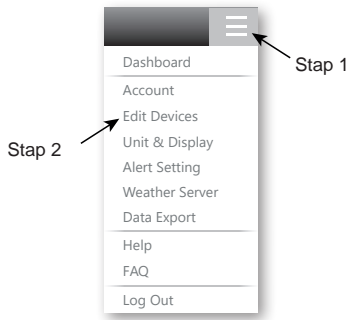 Stap 1
Dashboard
Account
Edit Devices
Stap 2
Unit & Display
Alert Setting
Weather Server
Data Export
Help
FAQ
Log Out